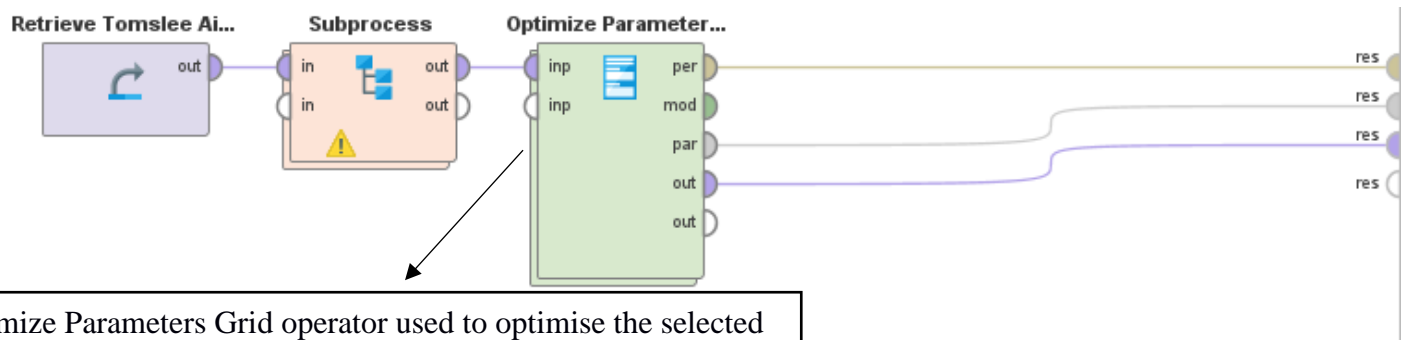 Retrieve Tomslee Ai... Subprocess Optimize Parameter...
out in out inp per res
in out inp mod res
par res
out res
out
mize Parameters Grid operator used to optimise the selected